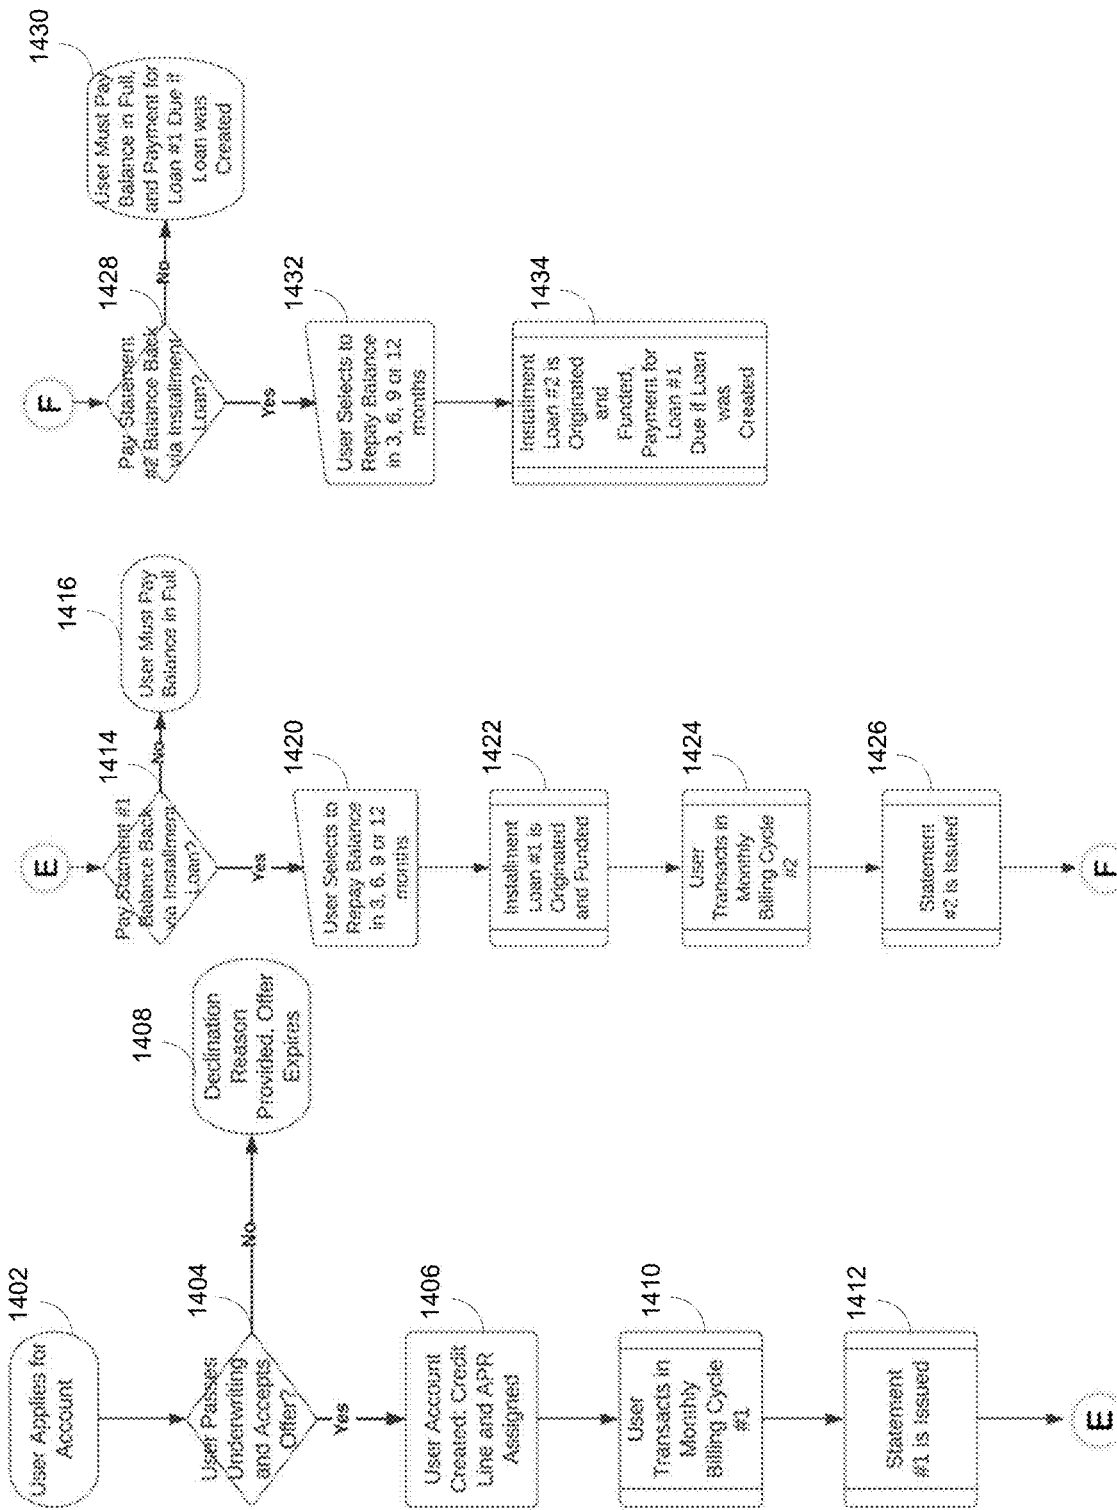 User Applies for
Account
1402
User Passes
Underwriting
and Accepts
Offer?
1404
No
Declination
Reason
Provided, Offer
Expires
1408
Yes
User Account
Created: Credit
Line and APR
Assigned
1406
User
Transacts in
Monthly
Billing Cycle
#1
1410
Statement
#1 is Issued
1412
E
E
Pay Statement #1
Balance Back
via Installment
Loan?
1414
No
User Must Pay
Balance in Full
1416
Yes
User Selects to
Repay Balance
in 3, 6, 9 or 12
months
1420
Installment
Loan #1 is
Originated
and Funded
1422
User
Transacts in
Monthly
Billing Cycle
#2
1424
Statement
#2 is Issued
1426
F
F
Pay Statement
#2 Balance Back
via Installment
Loan?
1428
No
User Must Pay
Balance in Full,
and Payment for
Loan #1 Due if
Loan was
Created
1430
Yes
User Selects to
Repay Balance
in 3, 6, 9 or 12
months
1432
Installment
Loan #2 is
Originated
and
Funded,
Payment for
Loan #1
Due if Loan
was
Created
1434